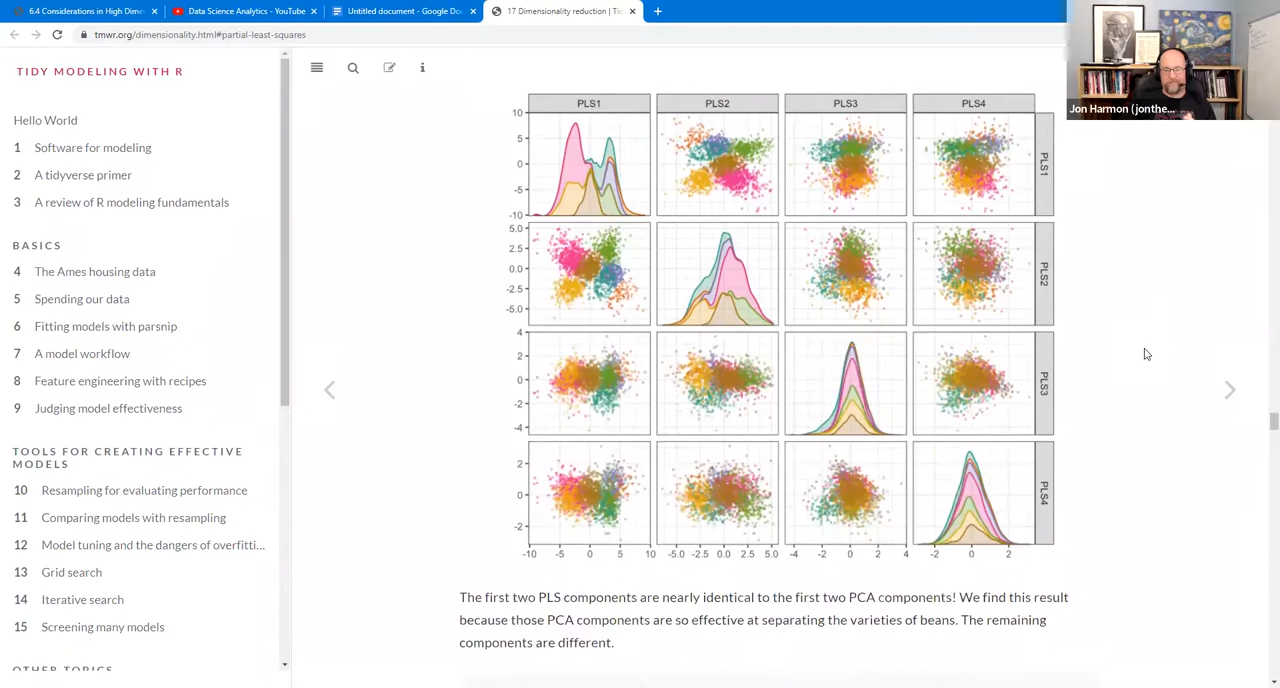 6.4 Considerations in High Dime
Data Science Analytics - YouTube
Untitled document - Google Do
17 Dimensionality reduction | Tid
tmwr.org/dimensionality.html#partial-least-squares
Jon Harmon (jonthe...
TIDY MODELING WITH R
Hello World
1 Software for modeling
2 A tidyverse primer
3 A review of R modeling fundamentals
BASICS
4 The Ames housing data
5 Spending our data
6 Fitting models with parsnip
7 A model workflow
8 Feature engineering with recipes
9 Judging model effectiveness
TOOLS FOR CREATING EFFECTIVE
MODELS
10 Resampling for evaluating performance
11 Comparing models with resampling
12 Model tuning and the dangers of overfitti...
13 Grid search
14 Iterative search
15 Screening many models
OTHER TOPICS
PLS1 PLS2 PLS3 PLS4
10
5
0
-5
-10
PLS1
5.0
2.5
0.0
-2.5
-5.0
PLS2
4
2
0
-2
-4
PLS3
2
0
-2
PLS4
-10 -5 0 5 10 -5.0 -2.5 0.0 2.5 5.0 -4 -2 0 2 4 -2 0 2
The first two PLS components are nearly identical to the first two PCA components! We find this result
because those PCA components are so effective at separating the varieties of beans. The remaining
components are different.